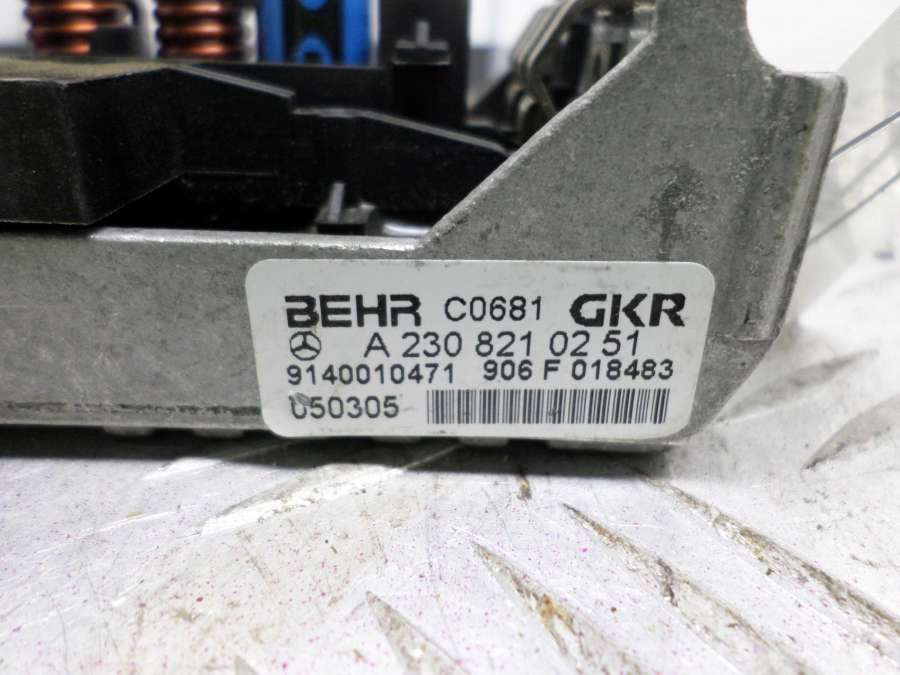 BEHR C0681 GKR
A 230 821 02 51
9140010471 906 F 018483
050305